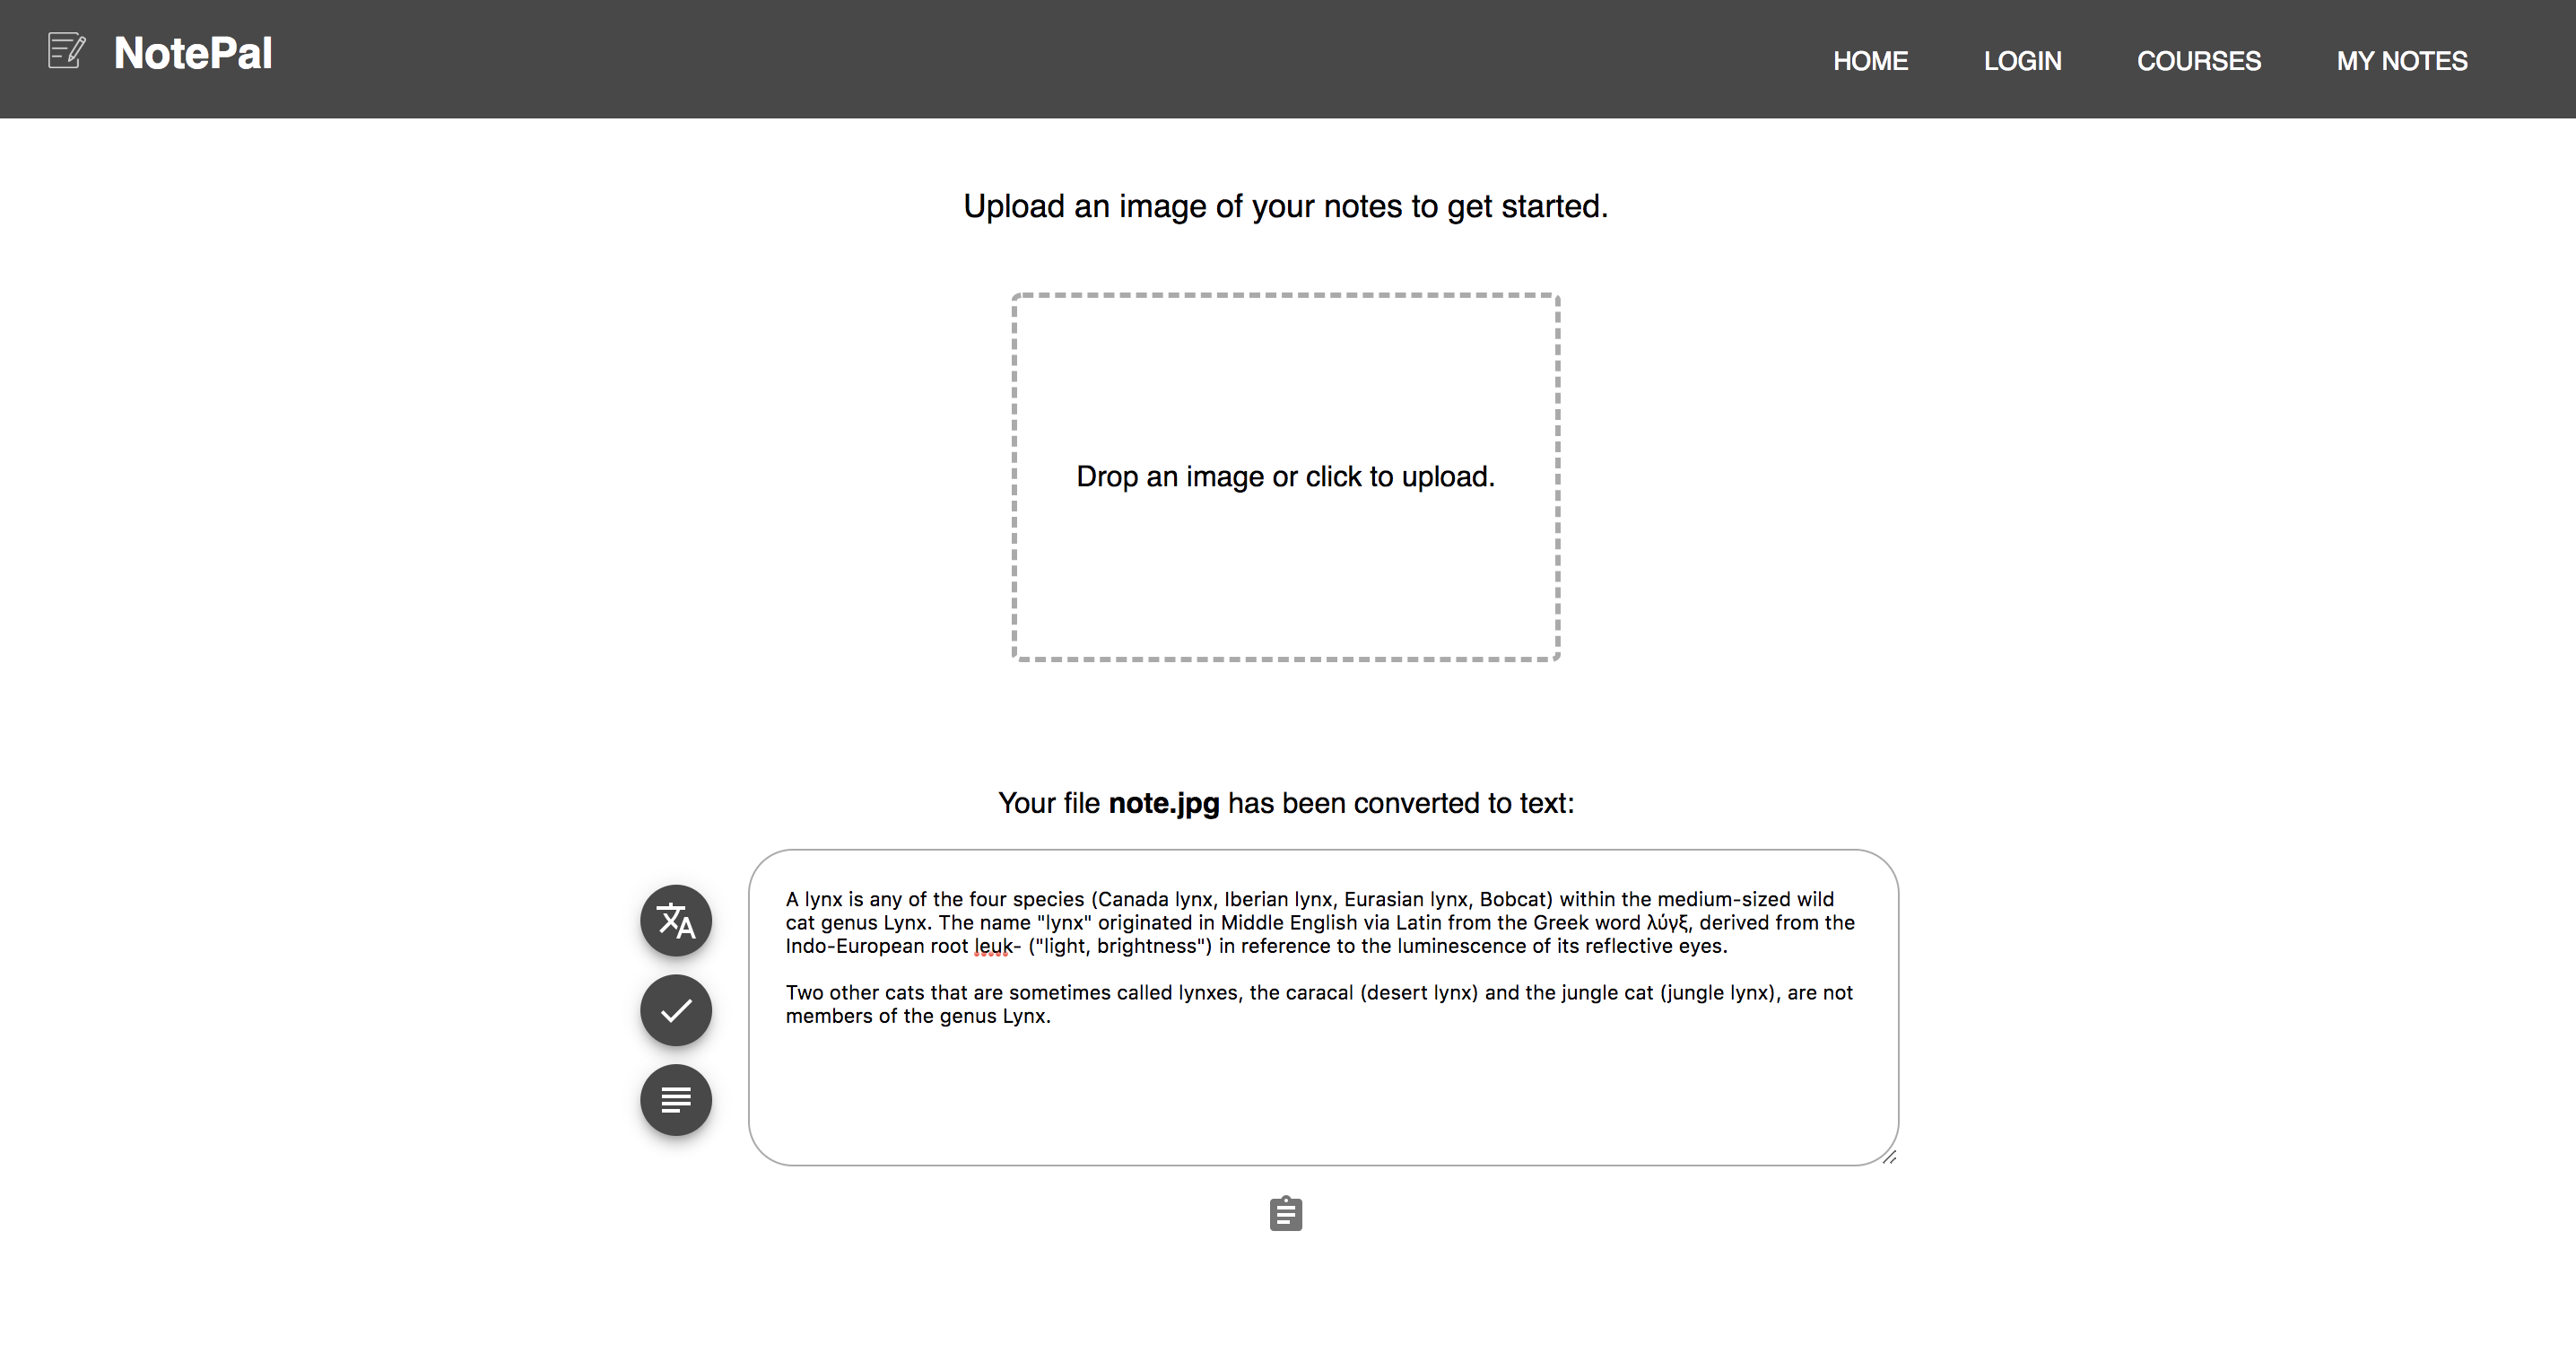 NotePal
HOME LOGIN COURSES MY NOTES
Upload an image of your notes to get started.
Drop an image or click to upload.
Your file note.jpg has been converted to text:
A lynx is any of the four species (Canada lynx, Iberian lynx, Eurasian lynx, Bobcat) within the medium-sized wild
cat genus Lynx. The name "lynx" originated in Middle English via Latin from the Greek word λύγξ, derived from the
Indo-European root leuk- ("light, brightness") in reference to the luminescence of its reflective eyes.
Two other cats that are sometimes called lynxes, the caracal (desert lynx) and the jungle cat (jungle lynx), are not
members of the genus Lynx.